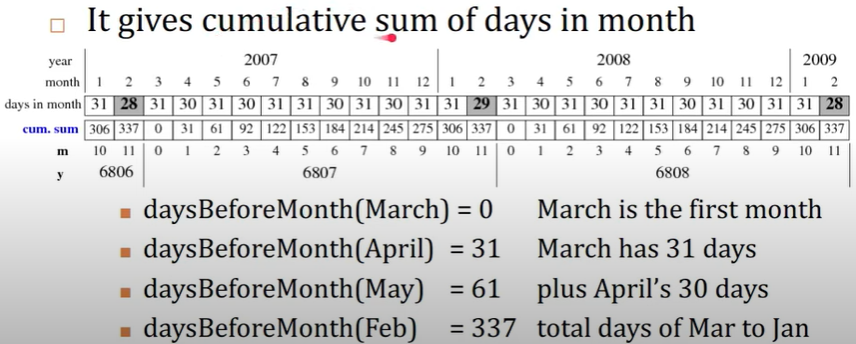 It gives cumulative sum of days in month
year 2007 2008 2009
month 1 2 3 4 5 6 7 8 9 10 11 12 1 2 3 4 5 6 7 8 9 10 11 12 1 2
days in month 31 28 31 30 31 30 31 31 30 31 30 31 31 29 31 30 31 30 31 31 30 31 30 31 31 28
cum. sum 306 337 0 31 61 92 122 153 184 214 245 275 306 337 0 31 61 92 122 153 184 214 245 275 306 337
m 10 11 0 1 2 3 4 5 6 7 8 9 10 11 0 1 2 3 4 5 6 7 8 9 10 11
y 6806 6807 6808
daysBeforeMonth(March) = 0 March is the first month
daysBeforeMonth(April) = 31 March has 31 days
daysBeforeMonth(May) = 61 plus April's 30 days
daysBeforeMonth(Feb) = 337 total days of Mar to Jan